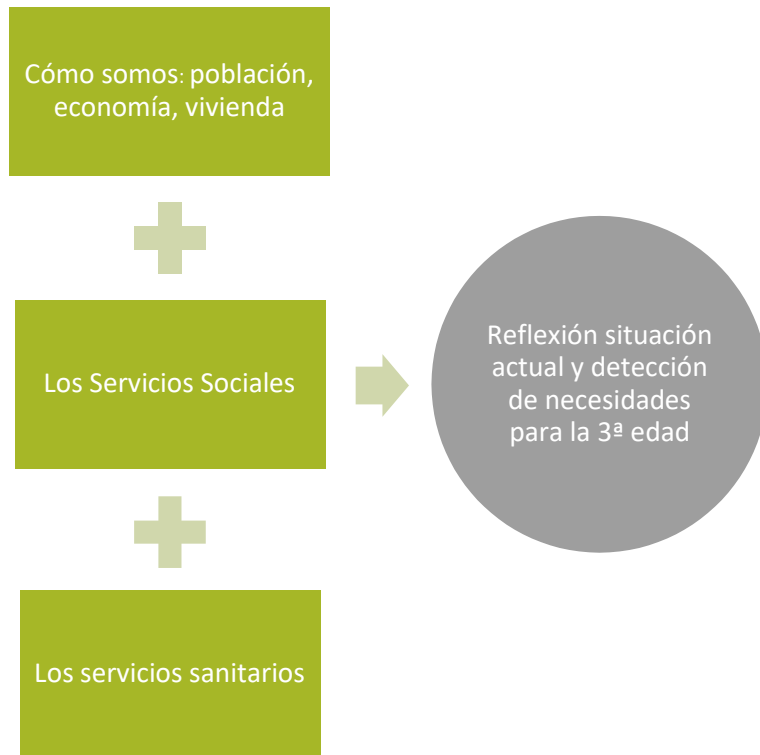 Cómo somos: población,
economía, vivienda
Los Servicios Sociales
Reflexión situación
actual y detección
de necesidades
para la 3ª edad
Los servicios sanitarios